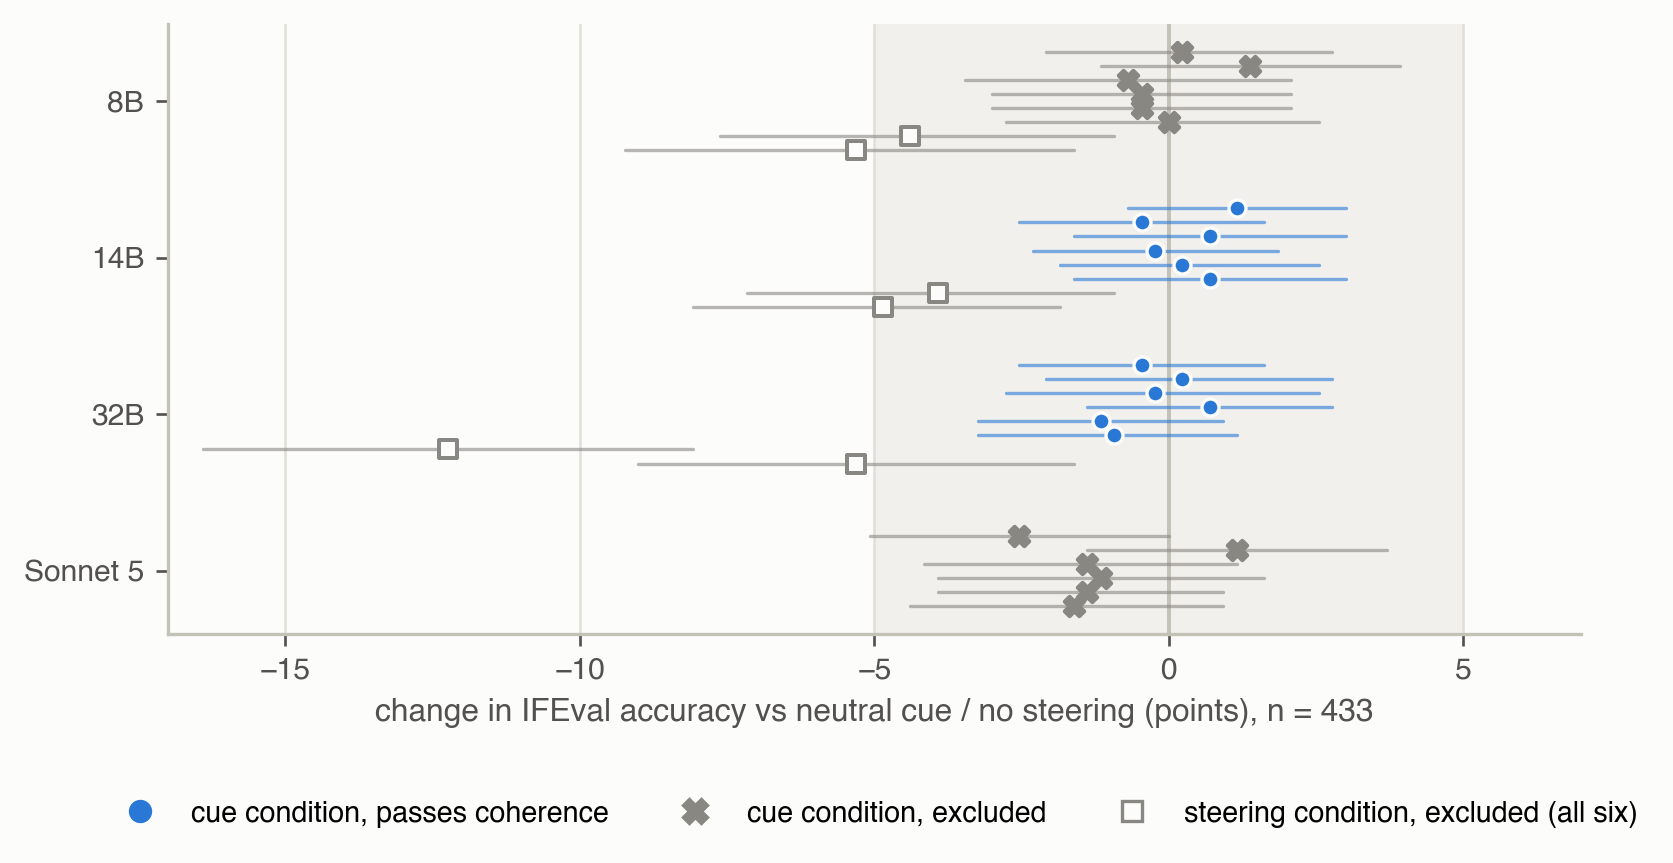 8B
14B
32B
Sonnet 5
−15 −10 −5 0 5
change in IFEval accuracy vs neutral cue / no steering (points), n = 433
cue condition, passes coherence cue condition, excluded steering condition, excluded (all six)